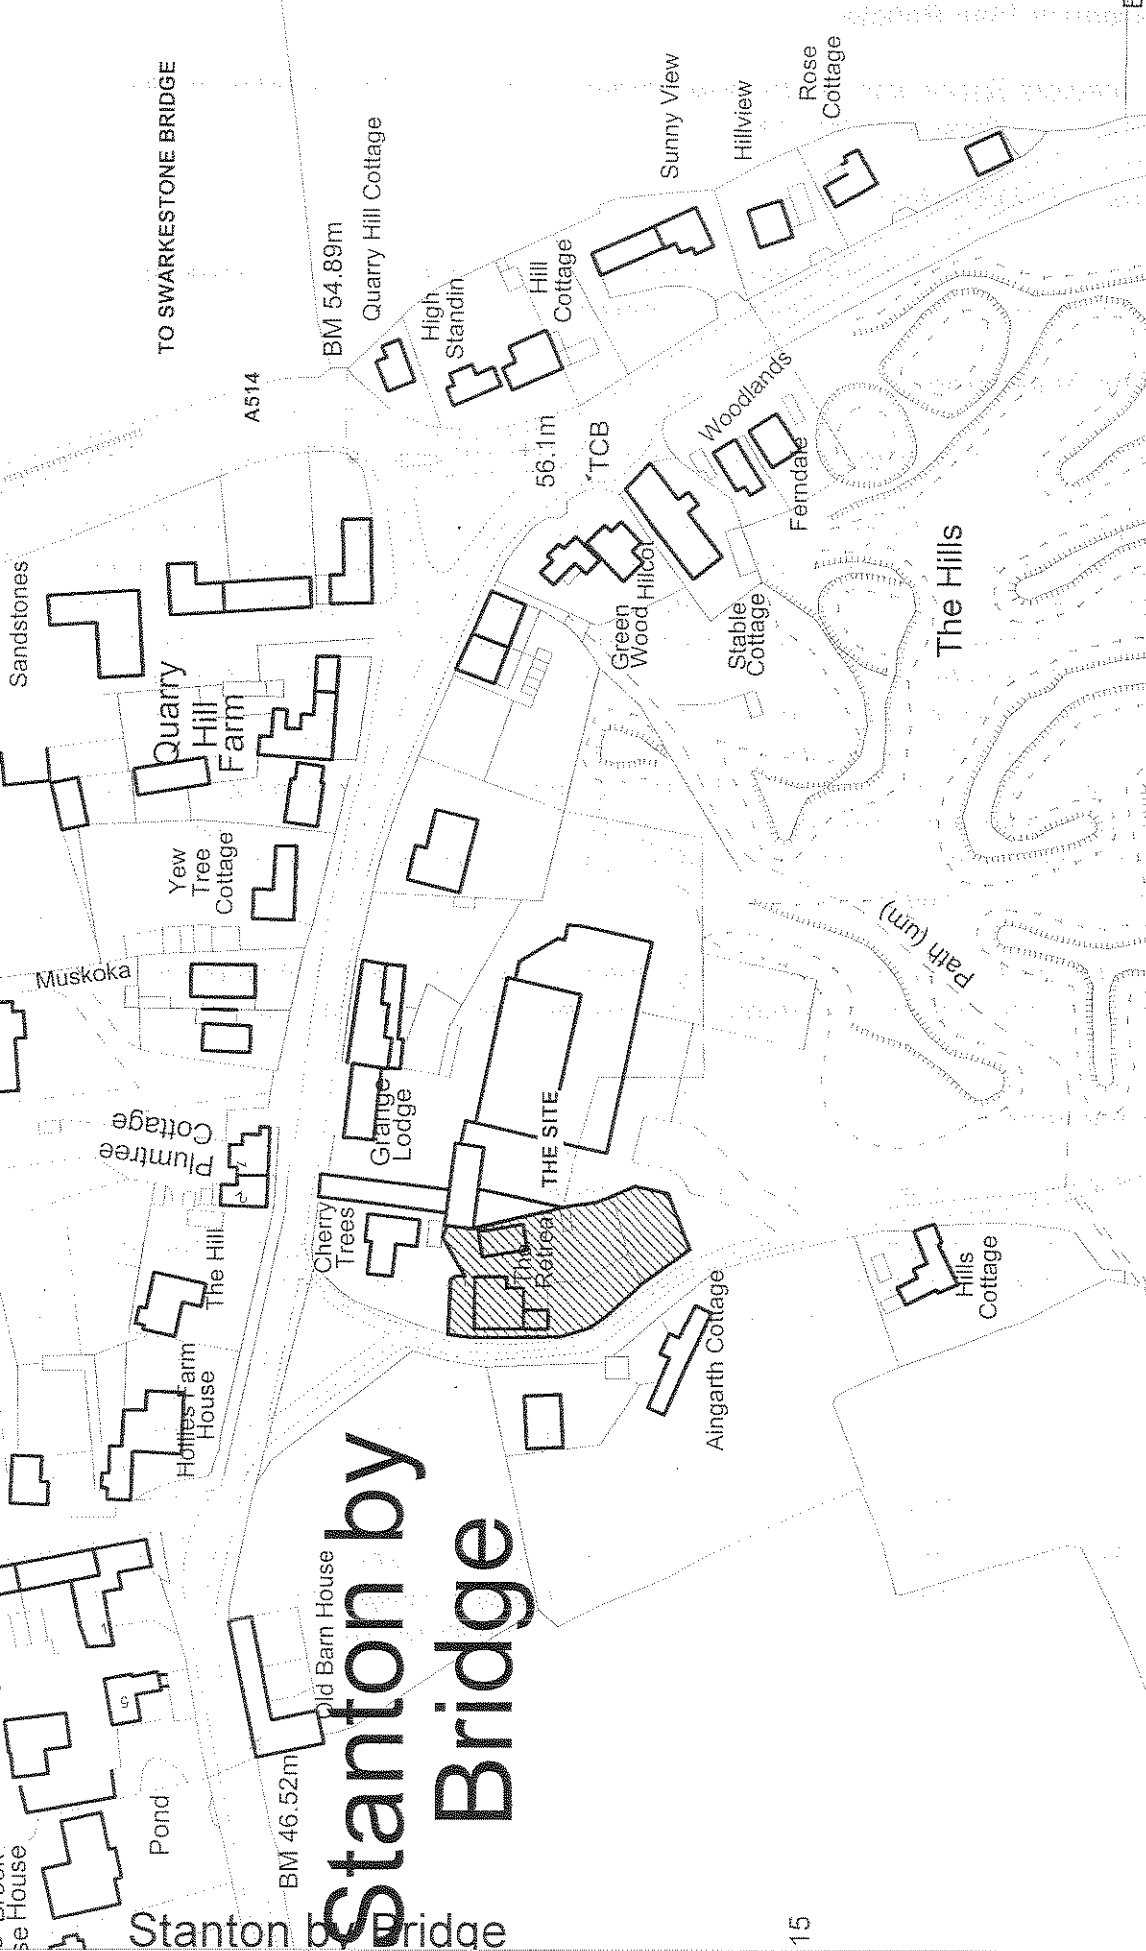 TO SWARKESTONE BRIDGE
A514
BM 54.89m
Quarry Hill Cottage
High
Standin
Hill
Cottage
Sunny View
Hillview
Rose
Cottage
56.1m
TCB
Woodlands
Ferndale
Sandstones
Quarry
Hill
Farm
Green
Wood
Hilcot
Stable
Cottage
The Hills
Yew
Tree
Cottage
Muskoka
Path (um)
Plumtree
Cottage
Grange
Lodge
THE SITE
Cherry
Trees
The
Retreat
The Hill
Hollies Farm
House
Aingarth Cottage
Hills
Cottage
Stanton by
Bridge
Old Barn House
BM 46.52m
Pond
se House
Stanton by Bridge
15